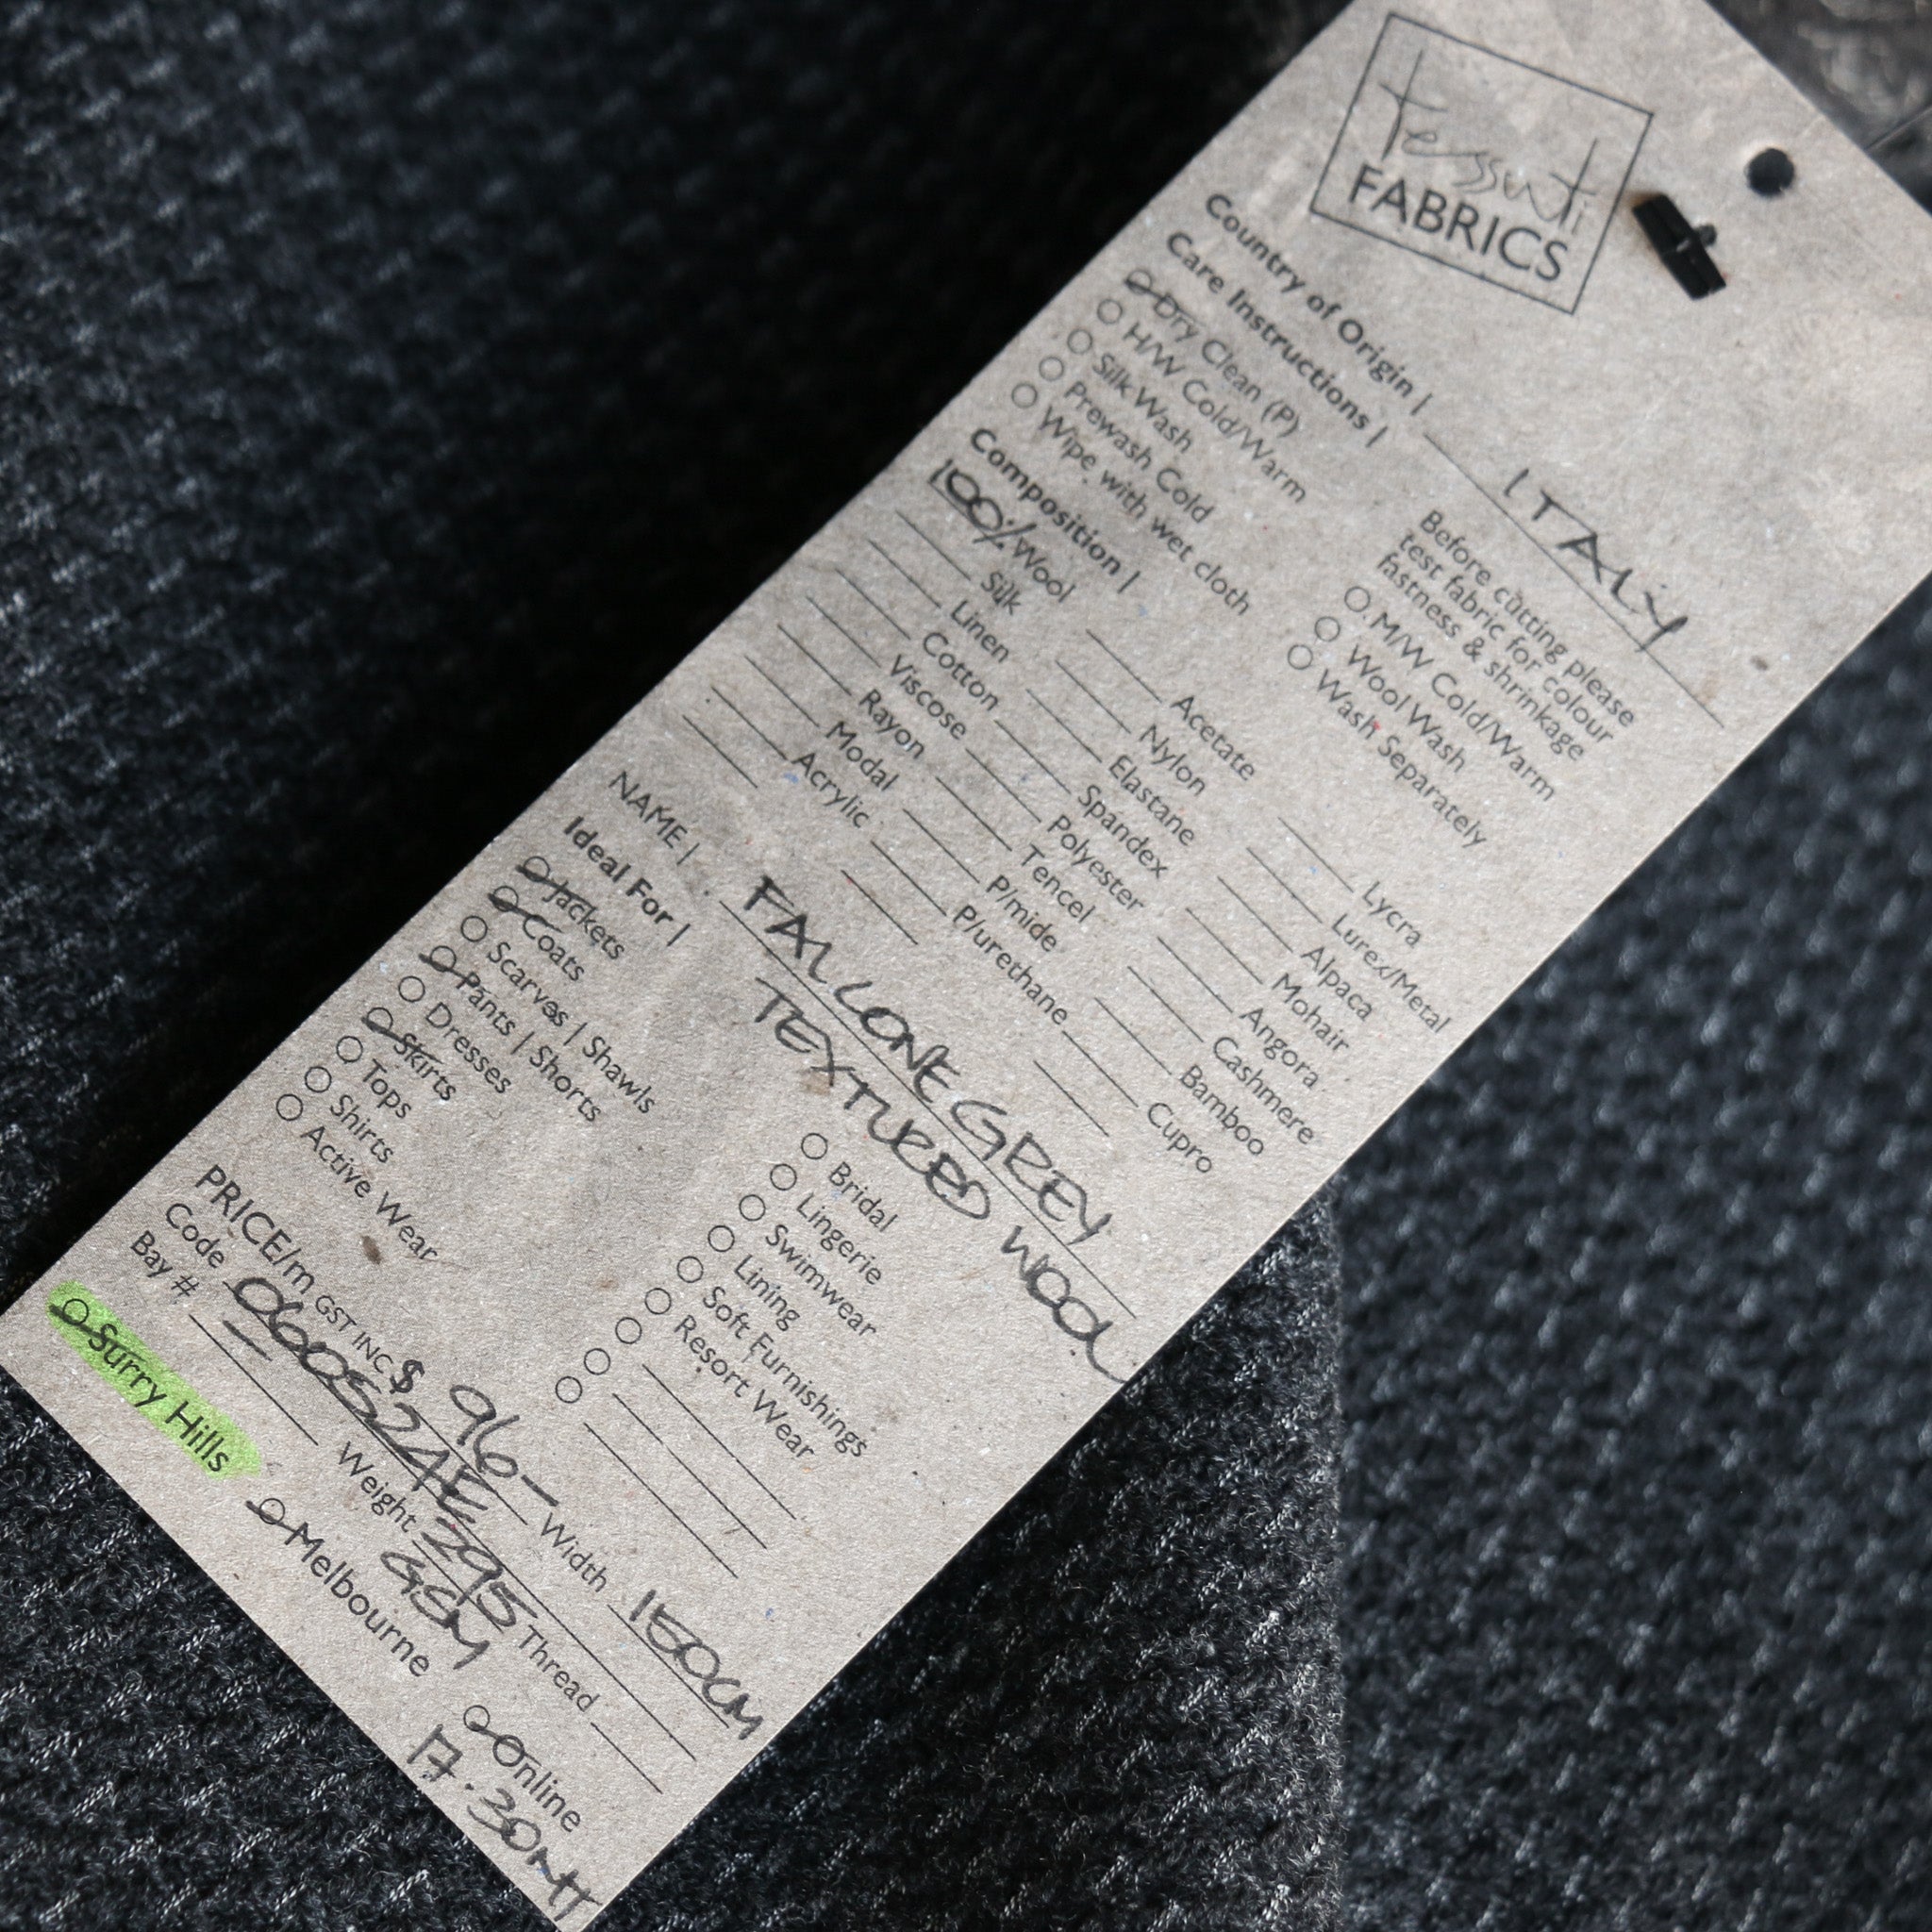 tessuti
FABRICS
Country of Origin | ITALY
Care Instructions |
Dry Clean (P)
H/W Cold/Warm
Silk Wash
Prewash Cold
Wipe with wet cloth
Before cutting please
test fabric for colour
fastness & shrinkage
M/W Cold/Warm
Wool Wash
Wash Separately
Composition |
100% Wool
Silk
Linen
Cotton
Viscose
Rayon
Modal
Acrylic
Acetate
Nylon
Elastane
Spandex
Polyester
Tencel
P/mide
P/urethane
Lycra
Lurex/Metal
Alpaca
Mohair
Angora
Cashmere
Bamboo
Cupro
NAME | FALCONE GREY
TEXTURED WOOL
Ideal For |
Jackets
Coats
Scarves | Shawls
Pants | Shorts
Dresses
Skirts
Tops
Shirts
Active Wear
Bridal
Lingerie
Swimwear
Lining
Soft Furnishings
Resort Wear
PRICE/m GST INC $ 96- Width 150CM
Code 0600524E Thread
Bay # Weight 295
GSM
Surry Hills Melbourne Online
17.30mt